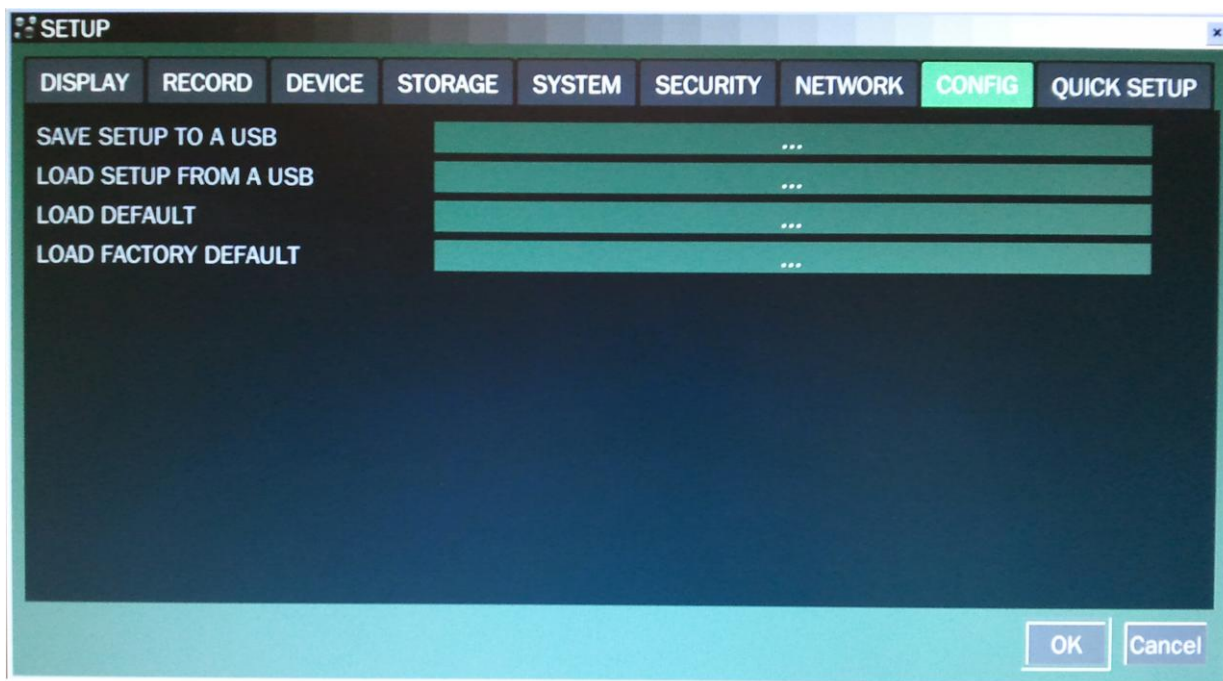 SETUP
DISPLAY RECORD DEVICE STORAGE SYSTEM SECURITY NETWORK CONFIG QUICK SETUP
SAVE SETUP TO A USB ...
LOAD SETUP FROM A USB ...
LOAD DEFAULT ...
LOAD FACTORY DEFAULT ...
OK Cancel